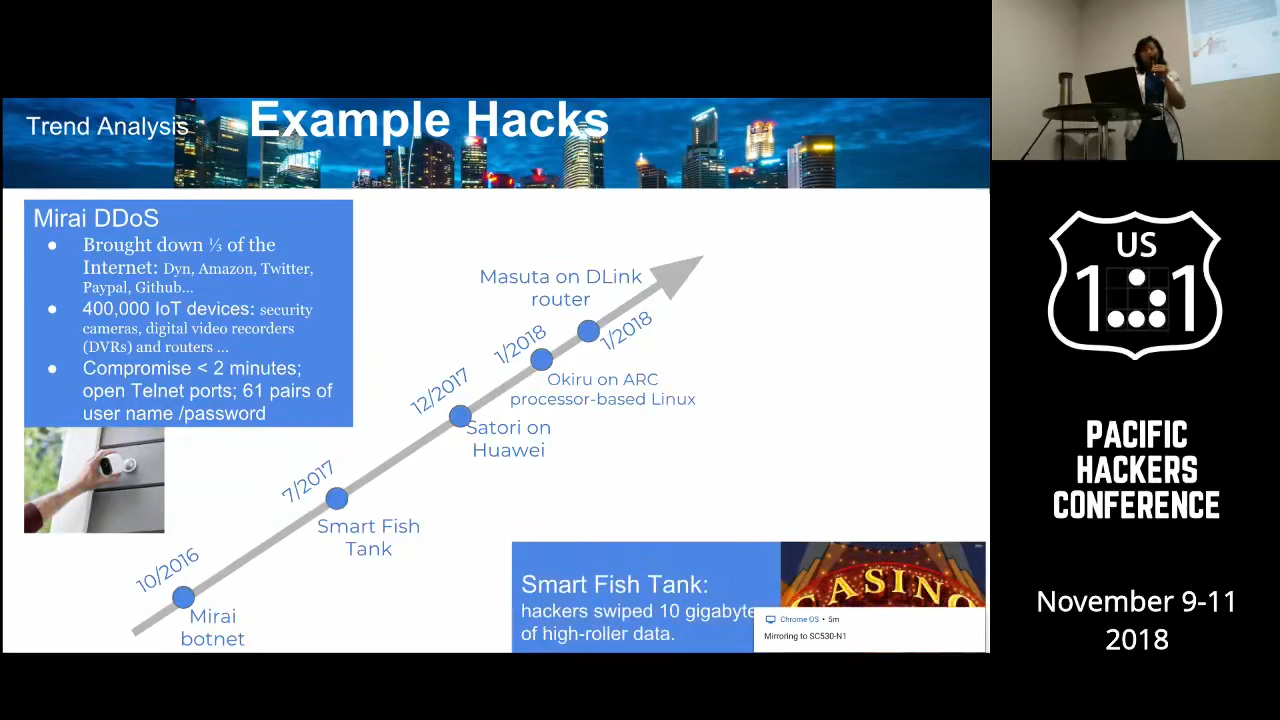 Trend Analysis
Example Hacks
Mirai DDoS
● Brought down ⅓ of the
Internet: Dyn, Amazon, Twitter,
Paypal, Github...
● 400,000 IoT devices: security
cameras, digital video recorders
(DVRs) and routers ...
● Compromise < 2 minutes;
open Telnet ports; 61 pairs of
user name /password
10/2016
Mirai
botnet
7/2017
Smart Fish
Tank
12/2017
Satori on
Huawei
1/2018
Okiru on ARC
processor-based Linux
Masuta on DLink
router
1/2018
Smart Fish Tank:
hackers swiped 10 gigabyte
of high-roller data.
CASINO
Chrome OS • 5m
Mirroring to SC530-N1
US
101
PACIFIC
HACKERS
CONFERENCE
November 9-11
2018